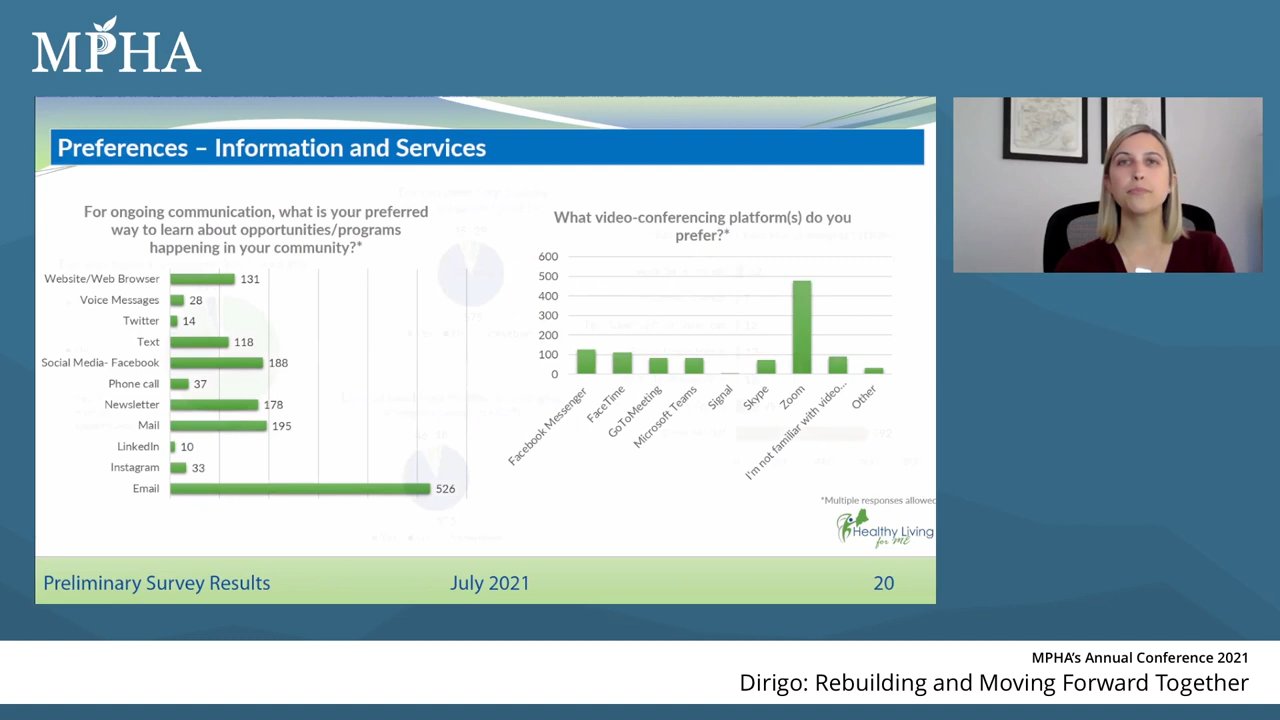 MPHA
Preferences – Information and Services
For ongoing communication, what is your preferred
way to learn about opportunities/programs
happening in your community?*
Website/Web Browser 131
Voice Messages 28
Twitter 14
Text 118
Social Media- Facebook 188
Phone call 37
Newsletter 178
Mail 195
LinkedIn 10
Instagram 33
Email 526
What video-conferencing platform(s) do you
prefer?*
600
500
400
300
200
100
0
Facebook Messenger
FaceTime
GoToMeeting
Microsoft Teams
Signal
Skype
Zoom
I'm not familiar with video...
Other
*Multiple responses allowed
Healthy Living
for ME
Preliminary Survey Results July 2021 20
MPHA's Annual Conference 2021
Dirigo: Rebuilding and Moving Forward Together